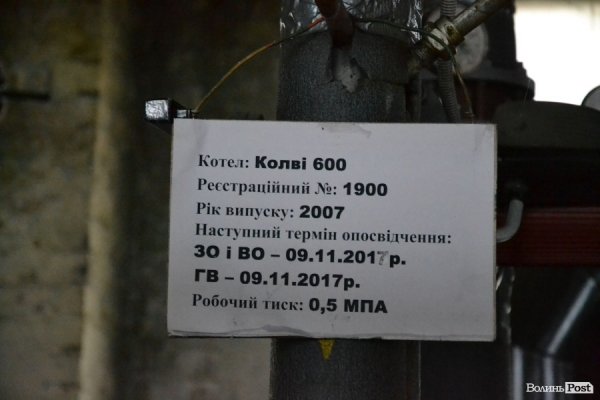 Котел: Колві 600
Реєстраційний №: 1900
Рік випуску: 2007
Наступний термін опосвідчення:
ЗО і ВО – 09.11.2017р.
ГВ – 09.11.2017р.
Робочий тиск: 0,5 МПА
ВолиньPost